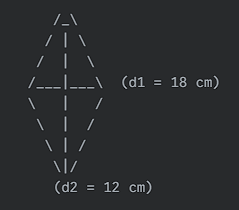 (d1 = 18 cm)
(d2 = 12 cm)